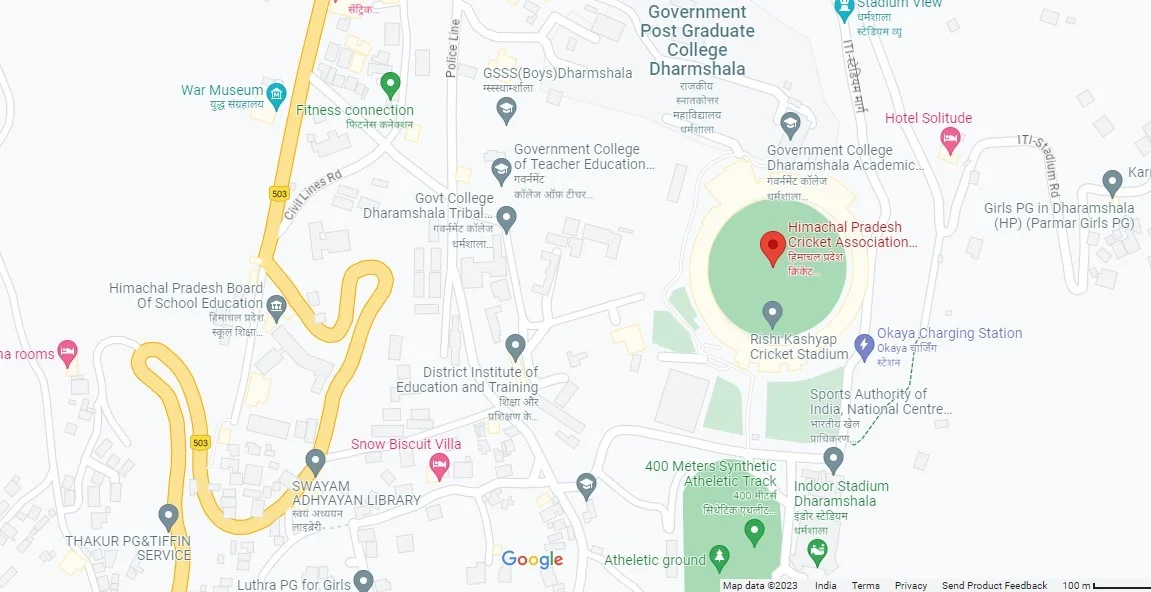 सेंट्रिक...
Stadium View
धर्मशाला
स्टेडियम व्यू
Government
Post Graduate
College
Dharmshala
राजकीय
स्नातकोत्तर
महाविद्यालय
धर्मशाला
Police Line
ITI-स्टेडियम मार्ग
War Museum
युद्ध संग्रहालय
GSSS(Boys)Dharmshala
Fitness connection
फिटनेस कनेक्शन
Hotel Solitude
ITI-Stadium Rd
Government College
of Teacher Education...
गवर्नमेंट
कॉलेज ऑफ़ टीचर...
Government College
Dharamshala Academic...
गवर्नमेंट कॉलेज
धर्मशाला...
503
Civil Lines Rd
Govt College
Dharamshala Tribal...
गवर्नमेंट कॉलेज
धर्मशाला...
Girls PG in Dharamshala
(HP) (Parmar Girls PG)
Himachal Pradesh
Cricket Association...
हिमाचल प्रदेश
क्रिकेट...
Himachal Pradesh Board
Of School Education
हिमाचल प्रदेश
स्कूल शिक्षा...
Rishi Kashyap
Cricket Stadium
Okaya Charging Station
Okaya चार्जिंग
स्टेशन
rooms
District Institute of
Education and Training
शिक्षा और
प्रशिक्षण के...
Sports Authority of
India, National Centre...
भारतीय खेल
प्राधिकरण...
503
Snow Biscuit Villa
SWAYAM
ADHYAYAN LIBRARY
स्वयं अध्ययन
लाइब्रेरी
400 Meters Synthetic
Atheletic Track
400 मीटर्स
सिंथेटिक एथलीट...
Indoor Stadium
Dharamshala
इंडोर स्टेडियम
धर्मशाला
THAKUR PG&TIFFIN
SERVICE
Google
Atheletic ground
Luthra PG for Girls
Map data ©2023 India Terms Privacy Send Product Feedback 100 m